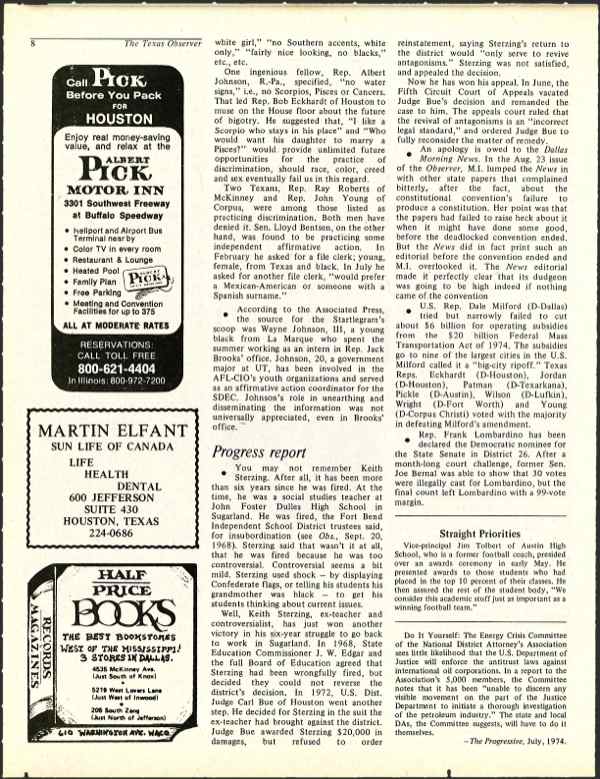 8
The Texas Observer
Call PICK
Before You Pack
FOR
HOUSTON
Enjoy real money-saving
value, and relax at the
ALBERT
PICK
MOTOR INN
3301 Southwest Freeway
at Buffalo Speedway
• Heliport and Airport Bus
Terminal near by
• Color TV in every room
• Restaurant & Lounge
• Heated Pool
• Family Plan
• Free Parking
• Meeting and Convention
Facilities for up to 375
PICK
ALL AT MODERATE RATES
RESERVATIONS:
CALL TOLL FREE
800-621-4404
In Illinois: 800-972-7200
MARTIN ELFANT
SUN LIFE OF CANADA
LIFE
HEALTH
DENTAL
600 JEFFERSON
SUITE 430
HOUSTON, TEXAS
224-0686
RECORDS
MAGAZINES
HALF
PRICE
BOOKS
THE BEST BOOKSTORES
WEST OF THE MISSISSIPPI!
3 STORES IN DALLAS.
4535 McKinney Ave.
(Just South of Knox)
5219 West Lovers Lane
(Just West of Inwood)
208 South Zang
(Just North of Jefferson)
610 WASHINGTON AVE. WACO
white girl," "no Southern accents, white
only," "fairly nice looking, no blacks,"
etc., etc.
One ingenious fellow, Rep. Albert
Johnson, R.-Pa., specified, "no water
signs," i.e., no Scorpios, Pisces or Cancers.
That led Rep. Bob Eckhardt of Houston to
muse on the House floor about the future
of bigotry. He suggested that, "I like a
Scorpio who stays in his place" and "Who
would want his daughter to marry a
Pisces?" would provide unlimited future
opportunities for the practice of
discrimination, should race, color, creed
and sex eventually fail us in this regard.
Two Texans, Rep. Ray Roberts of
McKinney and Rep. John Young of
Corpus, were among those listed as
practicing discrimination. Both men have
denied it. Sen. Lloyd Bentsen, on the other
hand, was found to be practicing some
independent affirmative action. In
February he asked for a file clerk; young,
female, from Texas and black. In July he
asked for another file clerk, "would prefer
a Mexican-American or someone with a
Spanish surname."
• According to the Associated Press,
the source for the Startlegram's
scoop was Wayne Johnson, III, a young
black from La Marque who spent the
summer working as an intern in Rep. Jack
Brooks' office. Johnson, 20, a government
major at UT, has been involved in the
AFL-CIO's youth organizations and served
as an affirmative action coordinator for the
SDEC. Johnson's role in unearthing and
disseminating the information was not
universally appreciated, even in Brooks'
office.
Progress report
• You may not remember Keith
Sterzing. After all, it has been more
than six years since he was fired. At the
time, he was a social studies teacher at
John Foster Dulles High School in
Sugarland. He was fired, the Fort Bend
Independent School District trustees said,
for insubordination (see Obs., Sept. 20,
1968). Sterzing said that wasn't it at all,
that he was fired because he was too
controversial. Controversial seems a bit
mild. Sterzing used shock — by displaying
Confederate flags, or telling his students his
grandmother was black — to get his
students thinking about current issues.
Well, Keith Sterzing, ex-teacher and
controversialist, has just won another
victory in his six-year struggle to go back
to work in Sugarland. In 1968, State
Education Commissioner J. W. Edgar and
the full Board of Education agreed that
Sterzing had been wrongfully fired, but
decided they could not reverse the
district's decision. In 1972, U.S. Dist.
Judge Carl Bue of Houston went another
step. He decided for Sterzing in the suit the
ex-teacher had brought against the district.
Judge Bue awarded Sterzing $20,000 in
damages, but refused to order
reinstatement, saying Sterzing's return to
the district would "only serve to revive
antagonisms." Sterzing was not satisfied,
and appealed the decision.
Now he has won his appeal. In June, the
Fifth Circuit Court of Appeals vacated
Judge Bue's decision and remanded the
case to him. The appeals court ruled that
the revival of antagonisms is an "incorrect
legal standard," and ordered Judge Bue to
fully reconsider the matter of remedy.
• An apology is owed to the Dallas
Morning News. In the Aug. 23 issue
of the Observer, M.I. lumped the News in
with other state papers that complained
bitterly, after the fact, about the
constitutional convention's failure to
produce a constitution. Her point was that
the papers had failed to raise heck about it
when it might have done some good,
before the deadlocked convention ended.
But the News did in fact print such an
editorial before the convention ended and
M.I. overlooked it. The News editorial
made it perfectly clear that its dudgeon
was going to be high indeed if nothing
came of the convention
• U.S. Rep. Dale Milford (D-Dallas)
tried but narrowly failed to cut
about $6 billion for operating subsidies
from the $20 billion Federal Mass
Transportation Act of 1974. The subsidies
go to nine of the largest cities in the U.S.
Milford called it a "big-city ripoff." Texas
Reps. Eckhardt (D-Houston), Jordan
(D-Houston), Patman (D-Texarkana),
Pickle (D-Austin), Wilson (D-Lufkin),
Wright (D-Fort Worth) and Young
(D-Corpus Christi) voted with the majority
in defeating Milford's amendment.
• Rep. Frank Lombardino has been
declared the Democratic nominee for
the State Senate in District 26. After a
month-long court challenge, former Sen.
Joe Bernal was able to show that 30 votes
were illegally cast for Lombardino, but the
final count left Lombardino with a 99-vote
margin.
Straight Priorities
Vice-principal Jim Tolbert of Austin High
School, who is a former football coach, presided
over an awards ceremony in early May. He
presented awards to those students who had
placed in the top 10 percent of their classes. He
then assured the rest of the student body, "We
consider this academic stuff just as important as a
winning football team."
Do It Yourself: The Energy Crisis Committee
of the National District Attorney's Association
sees little likelihood that the U.S. Department of
Justice will enforce the antitrust laws against
international oil corporations. In a report to the
Association's 5,000 members, the Committee
notes that it has been "unable to discern any
visible movement on the part of the Justice
Department to initiate a thorough investigation
of the petroleum industry." The state and local
DAs, the Committee suggests, will have to do it
themselves.
—The Progressive, July, 1974.